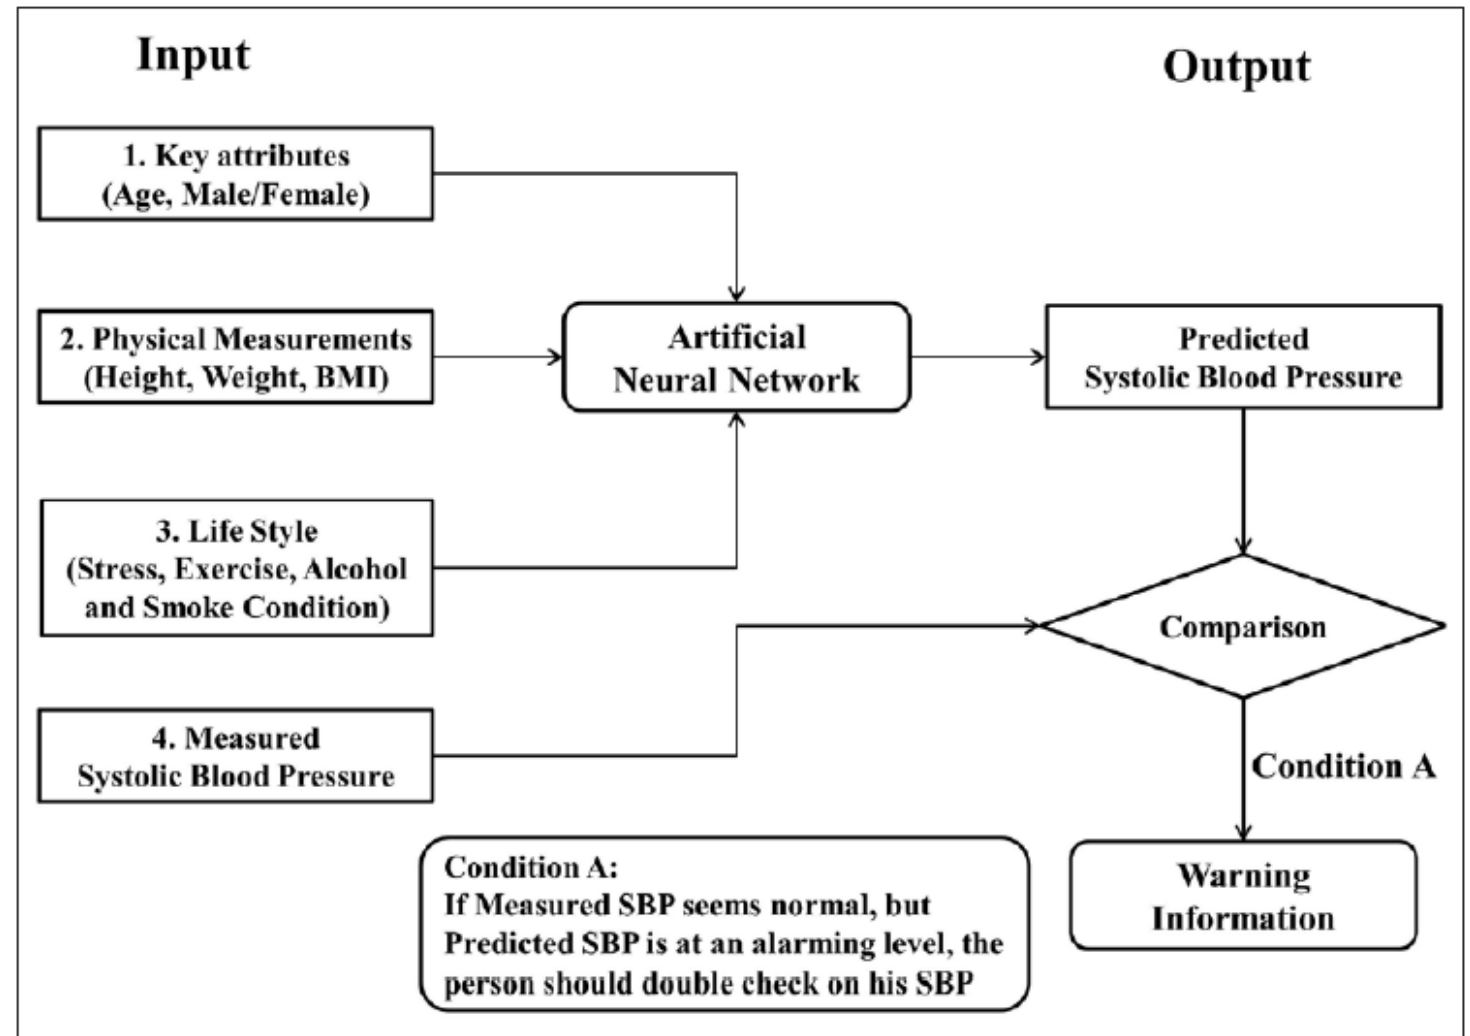 Input
Output
1. Key attributes
(Age, Male/Female)
2. Physical Measurements
(Height, Weight, BMI)
Artificial
Neural Network
Predicted
Systolic Blood Pressure
3. Life Style
(Stress, Exercise, Alcohol
and Smoke Condition)
Comparison
4. Measured
Systolic Blood Pressure
Condition A
Condition A:
If Measured SBP seems normal, but
Predicted SBP is at an alarming level, the
person should double check on his SBP
Warning
Information